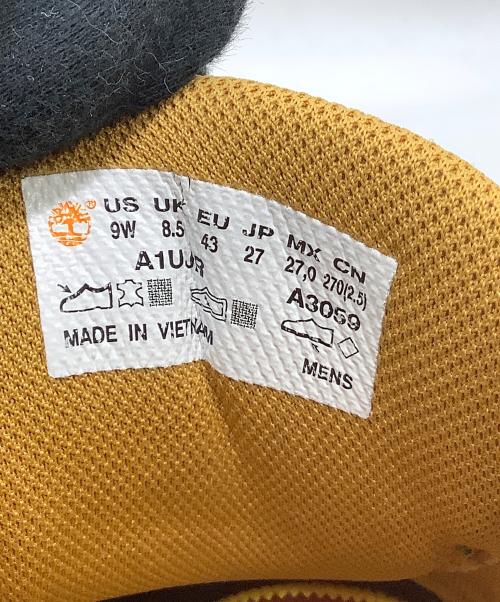 US UK EU JP MX CN
9W 8.5 43 27 27,0 270(2.5)
A1UJR A3059
MADE IN VIETNAM
MENS